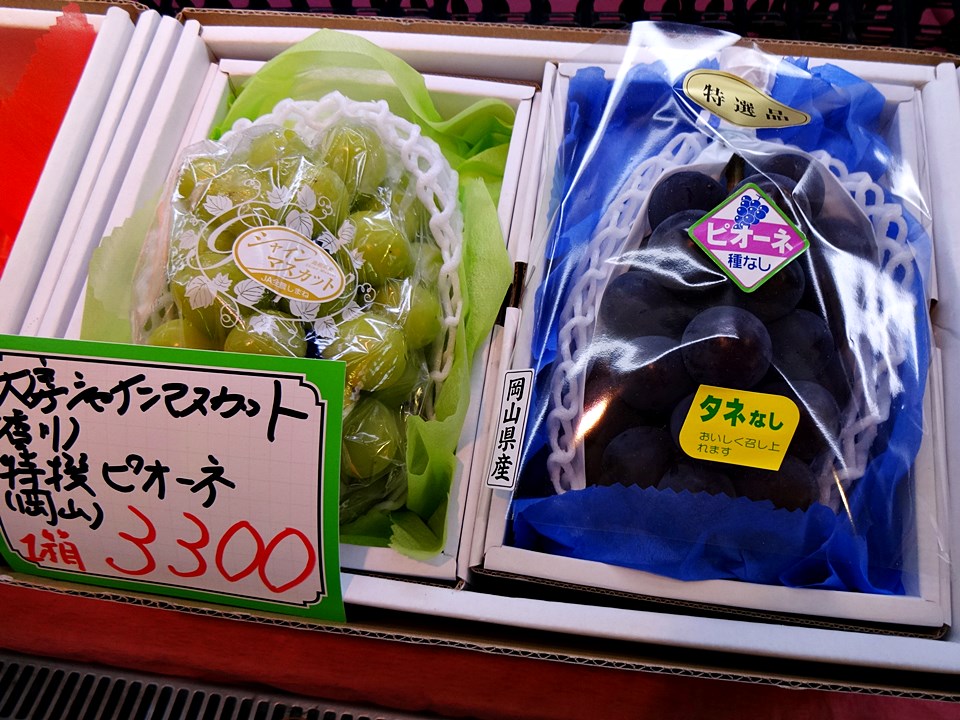 特選品
ピオーネ
種なし
シャイン
マスカット
岡山県産
タネなし
おいしく召し上
れます
大房シャインマスカット
(香川)
特撰 ピオーネ
(岡山)
1箱 3300